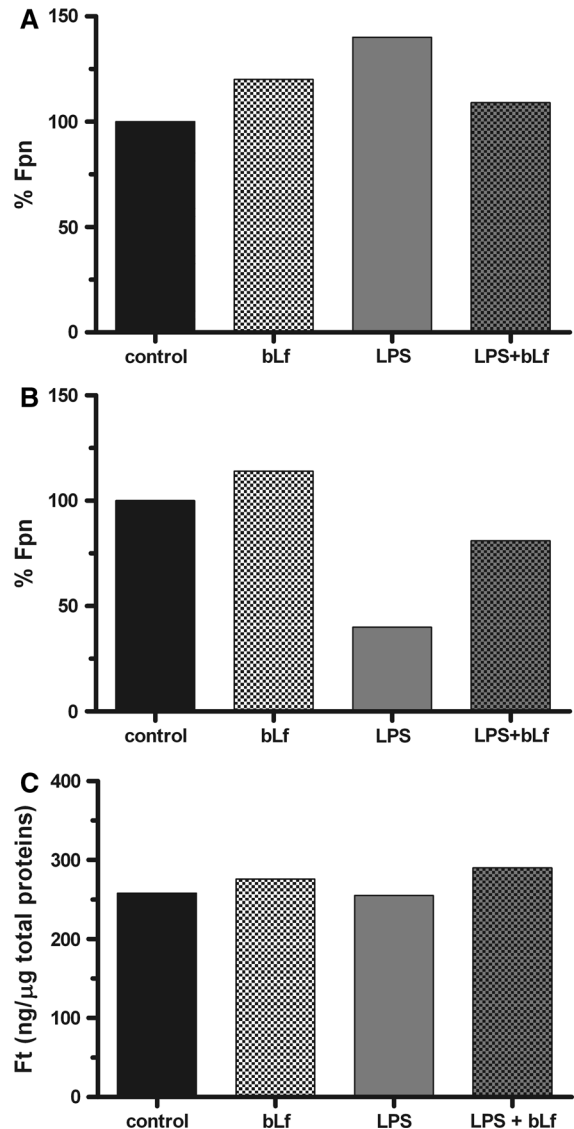 A
150
100
50
0
% Fpn
control bLf LPS LPS+bLf
B
150
100
50
0
% Fpn
control bLf LPS LPS+bLf
C
400
300
200
100
0
Ft (ng/μg total proteins)
control bLf LPS LPS + bLf